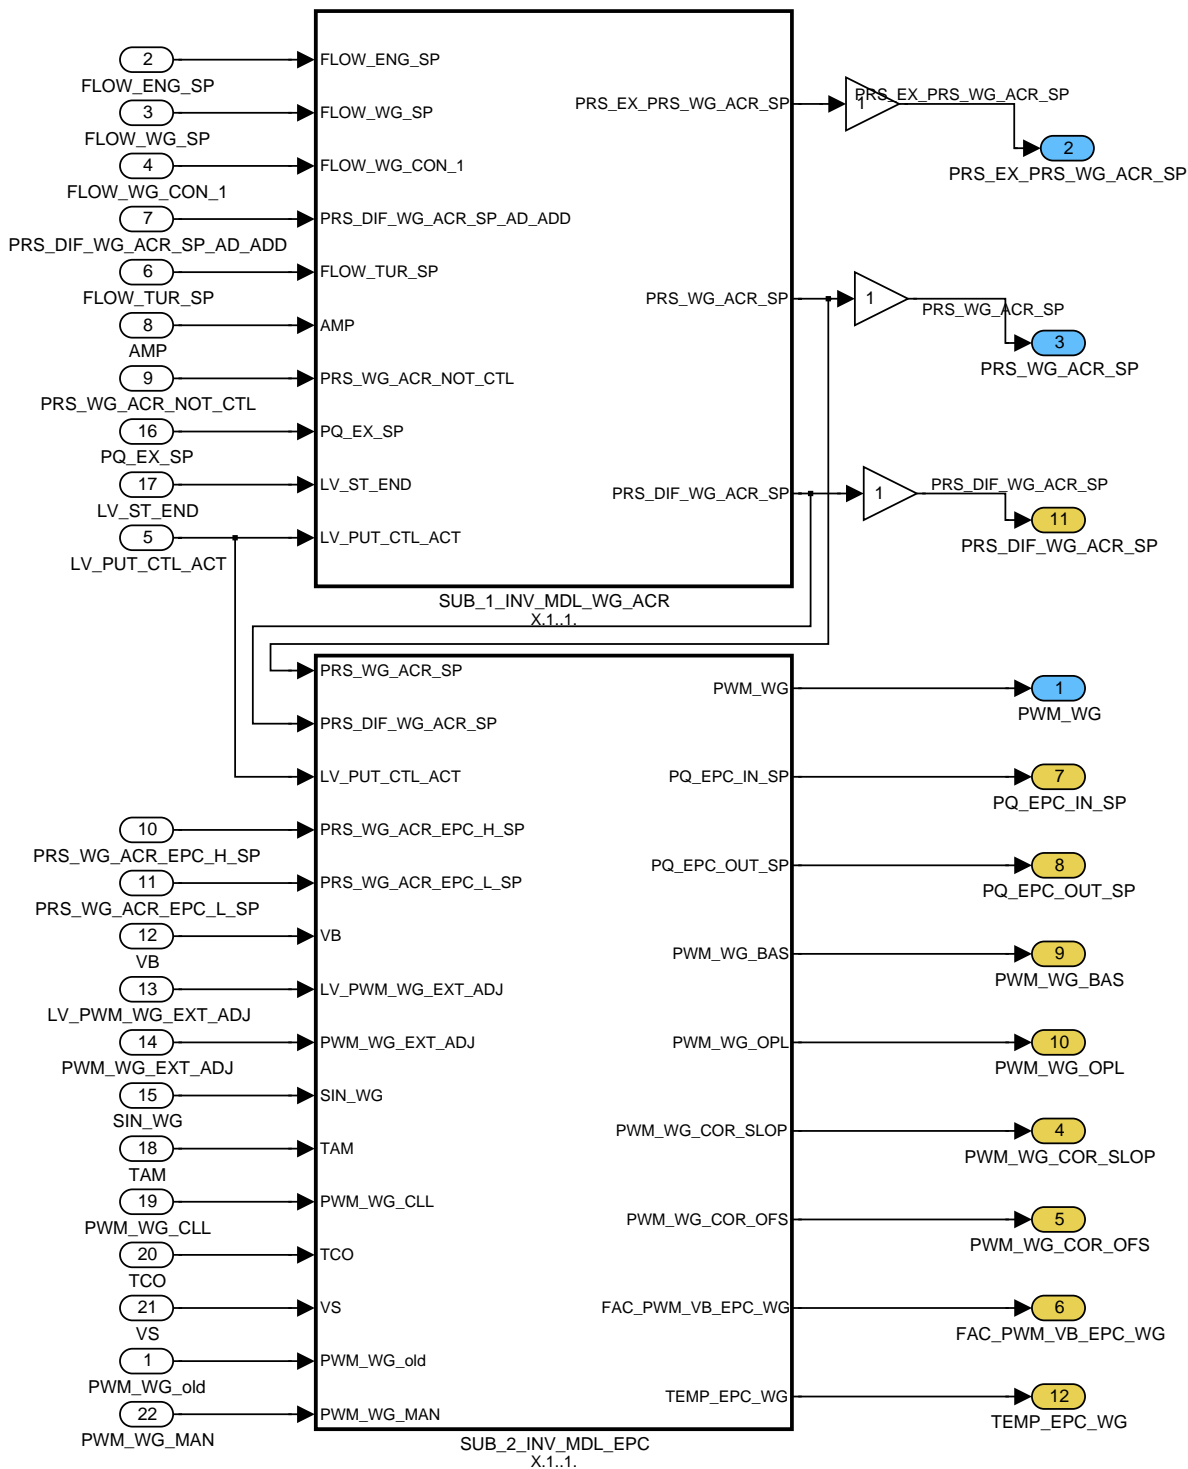 2
FLOW_ENG_SP
3
FLOW_WG_SP
4
FLOW_WG_CON_1
7
PRS_DIF_WG_ACR_SP_AD_ADD
6
FLOW_TUR_SP
8
AMP
9
PRS_WG_ACR_NOT_CTL
16
PQ_EX_SP
17
LV_ST_END
5
LV_PUT_CTL_ACT
FLOW_ENG_SP
FLOW_WG_SP
FLOW_WG_CON_1
PRS_DIF_WG_ACR_SP_AD_ADD
FLOW_TUR_SP
AMP
PRS_WG_ACR_NOT_CTL
PQ_EX_SP
LV_ST_END
LV_PUT_CTL_ACT
PRS_EX_PRS_WG_ACR_SP
PRS_WG_ACR_SP
PRS_DIF_WG_ACR_SP
SUB_1_INV_MDL_WG_ACR
X.1..1.
1
PRS_EX_PRS_WG_ACR_SP
2
PRS_EX_PRS_WG_ACR_SP
1
PRS_WG_ACR_SP
3
PRS_WG_ACR_SP
1
PRS_DIF_WG_ACR_SP
11
PRS_DIF_WG_ACR_SP
10
PRS_WG_ACR_EPC_H_SP
11
PRS_WG_ACR_EPC_L_SP
12
VB
13
LV_PWM_WG_EXT_ADJ
14
PWM_WG_EXT_ADJ
15
SIN_WG
18
TAM
19
PWM_WG_CLL
20
TCO
21
VS
1
PWM_WG_old
22
PWM_WG_MAN
PRS_WG_ACR_SP
PRS_DIF_WG_ACR_SP
LV_PUT_CTL_ACT
PRS_WG_ACR_EPC_H_SP
PRS_WG_ACR_EPC_L_SP
VB
LV_PWM_WG_EXT_ADJ
PWM_WG_EXT_ADJ
SIN_WG
TAM
PWM_WG_CLL
TCO
VS
PWM_WG_old
PWM_WG_MAN
PWM_WG
PQ_EPC_IN_SP
PQ_EPC_OUT_SP
PWM_WG_BAS
PWM_WG_OPL
PWM_WG_COR_SLOP
PWM_WG_COR_OFS
FAC_PWM_VB_EPC_WG
TEMP_EPC_WG
SUB_2_INV_MDL_EPC
X.1..1.
1
PWM_WG
7
PQ_EPC_IN_SP
8
PQ_EPC_OUT_SP
9
PWM_WG_BAS
10
PWM_WG_OPL
4
PWM_WG_COR_SLOP
5
PWM_WG_COR_OFS
6
FAC_PWM_VB_EPC_WG
12
TEMP_EPC_WG